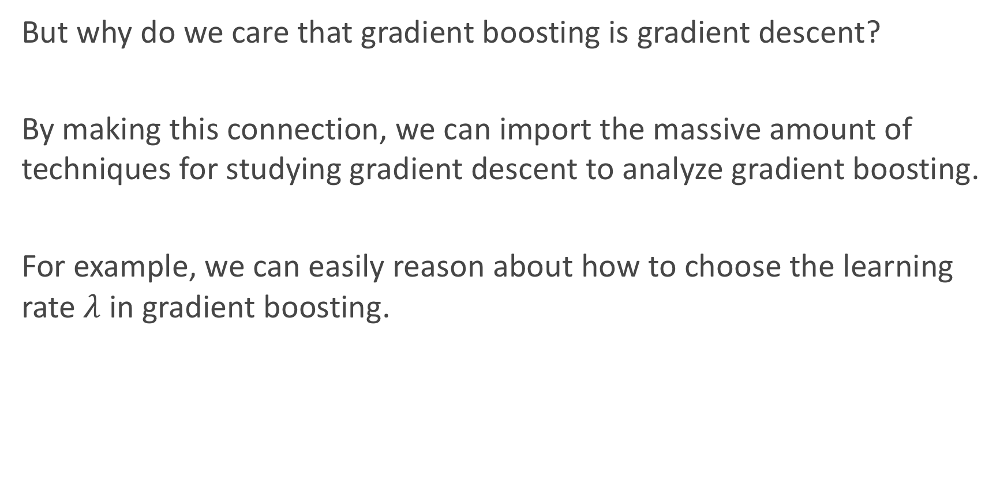 But why do we care that gradient boosting is gradient descent?
By making this connection, we can import the massive amount of
techniques for studying gradient descent to analyze gradient boosting.
For example, we can easily reason about how to choose the learning
rate 𝜆 in gradient boosting.